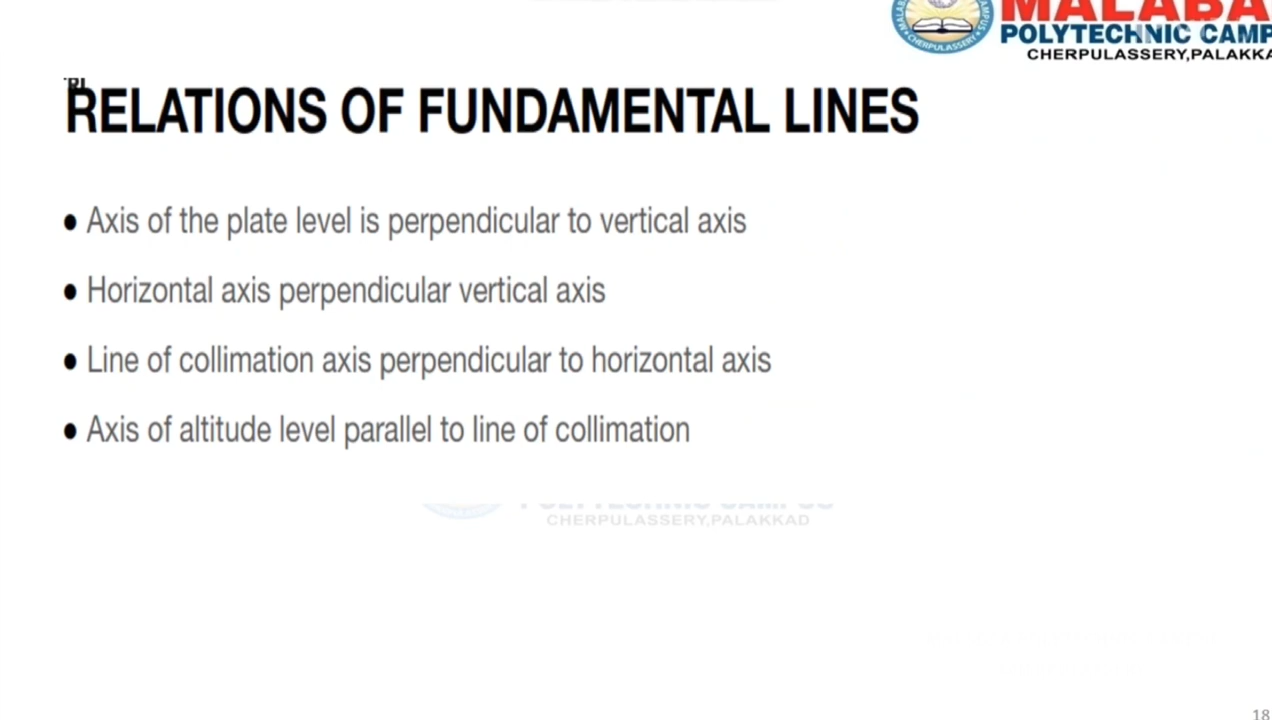 MALABA
POLYTECHNIC CAMP
CHERPULASSERY,PALAKKA
RELATIONS OF FUNDAMENTAL LINES
● Axis of the plate level is perpendicular to vertical axis
● Horizontal axis perpendicular vertical axis
● Line of collimation axis perpendicular to horizontal axis
● Axis of altitude level parallel to line of collimation
POLYTECHNIC CAMPUS
CHERPULASSERY,PALAKKAD
18